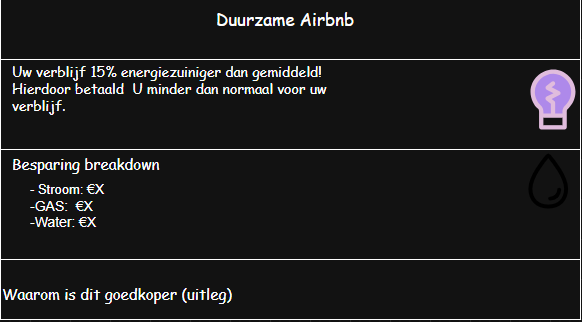 Duurzame Airbnb
Uw verblijf 15% energiezuiniger dan gemiddeld!
Hierdoor betaald U minder dan normaal voor uw
verblijf.
Besparing breakdown
- Stroom: €X
-GAS: €X
-Water: €X
Waarom is dit goedkoper (uitleg)